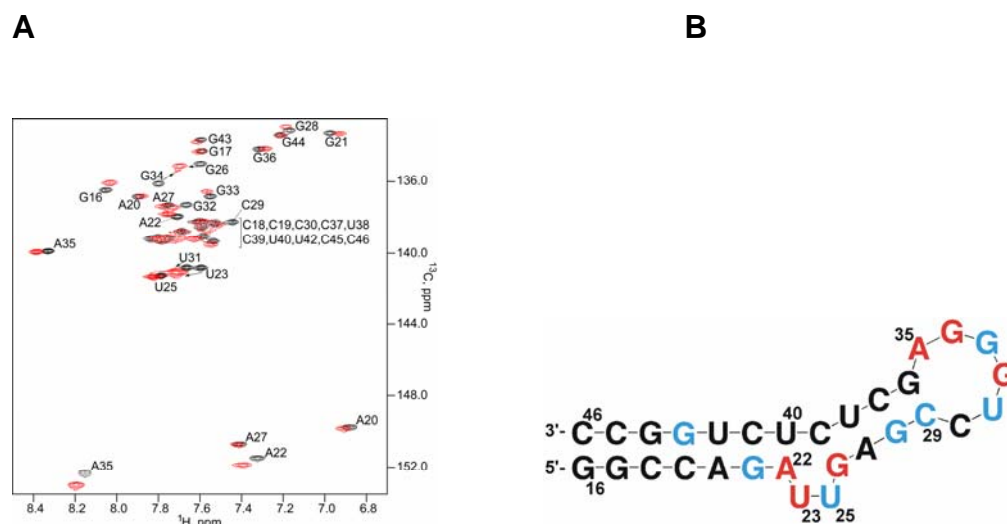 A
B
G28
G43
G44
G21
G17
G36
G34
G26
136.0
G16
G33
A20
A27
G32
C29
A22
C18,C19,C30,C37,U38
C39,U40,U42,C45,C46
A35
140.0
U31
U25
U23
13C, ppm
144.0
148.0
A20
A27
A22
A35
152.0
8.4 8.2 8.0 7.8 7.6 7.4 7.2 7.0 6.8
1H, ppm
35
A G G G U
46 40
3'- C C G G U C U C U C G
29
5'- G G C C A G A U U G A G C C
16 22
23 25